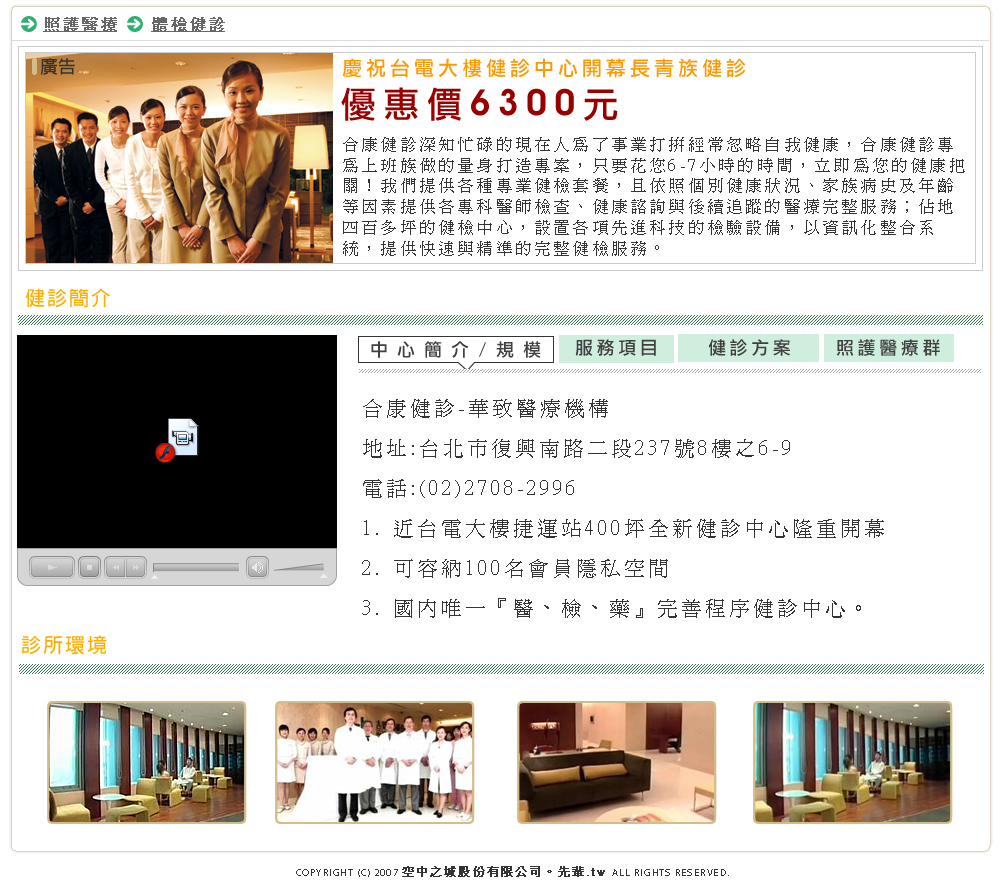 照護醫療 體檢健診
廣告
慶祝台電大樓健診中心開幕長青族健診
優惠價6300元
合康健診深知忙碌的現在人為了事業打拚經常忽略自我健康，合康健診專
為上班族做的量身打造專案，只要花您6-7小時的時間，立即為您的健康把
關！我們提供各種專業健檢套餐，且依照個別健康狀況、家族病史及年齡
等因素提供各專科醫師檢查、健康諮詢與後續追蹤的醫療完整服務；佔地
四百多坪的健檢中心，設置各項先進科技的檢驗設備，以資訊化整合系
統，提供快速與精準的完整健檢服務。
健診簡介
中心簡介/規模 服務項目 健診方案 照護醫療群
合康健診-華致醫療機構
地址:台北市復興南路二段237號8樓之6-9
電話:(02)2708-2996
1. 近台電大樓捷運站400坪全新健診中心隆重開幕
2. 可容納100名會員隱私空間
3. 國內唯一『醫、檢、藥』完善程序健診中心。
診所環境
COPYRIGHT (C) 2007 空中之城股份有限公司。先華.tw ALL RIGHTS RESERVED.